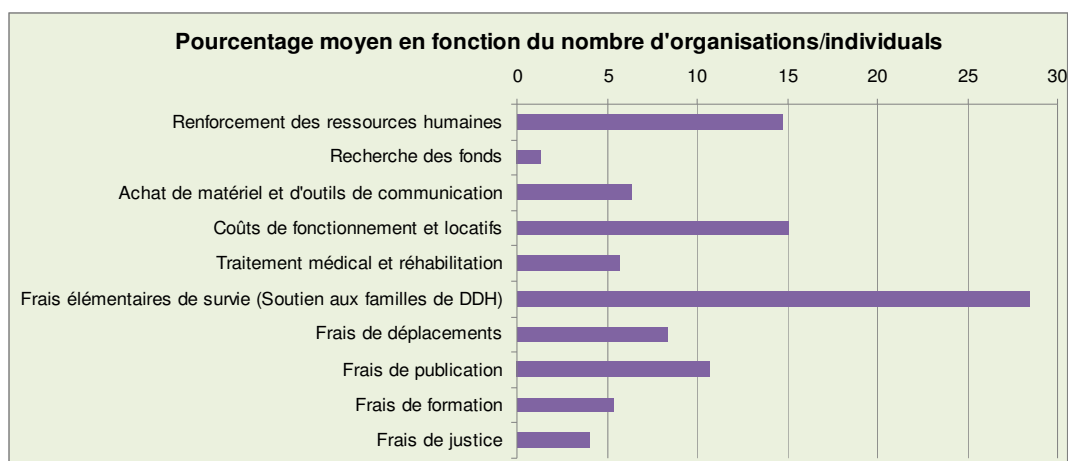 Pourcentage moyen en fonction du nombre d'organisations/individuals
0 5 10 15 20 25 30
Renforcement des ressources humaines
Recherche des fonds
Achat de matériel et d'outils de communication
Coûts de fonctionnement et locatifs
Traitement médical et réhabilitation
Frais élémentaires de survie (Soutien aux familles de DDH)
Frais de déplacements
Frais de publication
Frais de formation
Frais de justice